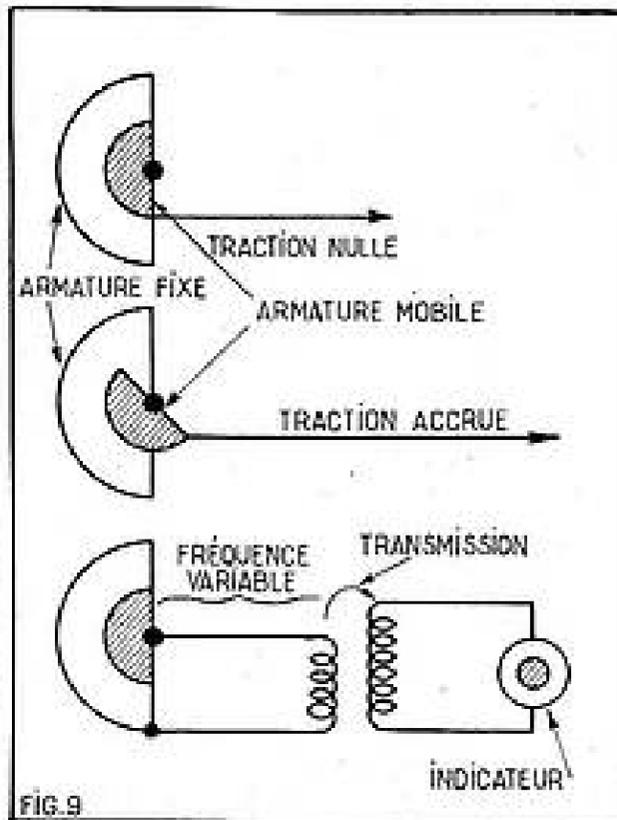 TRACTION NULLE
ARMATURE FIXE
ARMATURE MOBILE
TRACTION ACCRUE
FRÉQUENCE
VARIABLE
TRANSMISSION
INDICATEUR
FIG.9